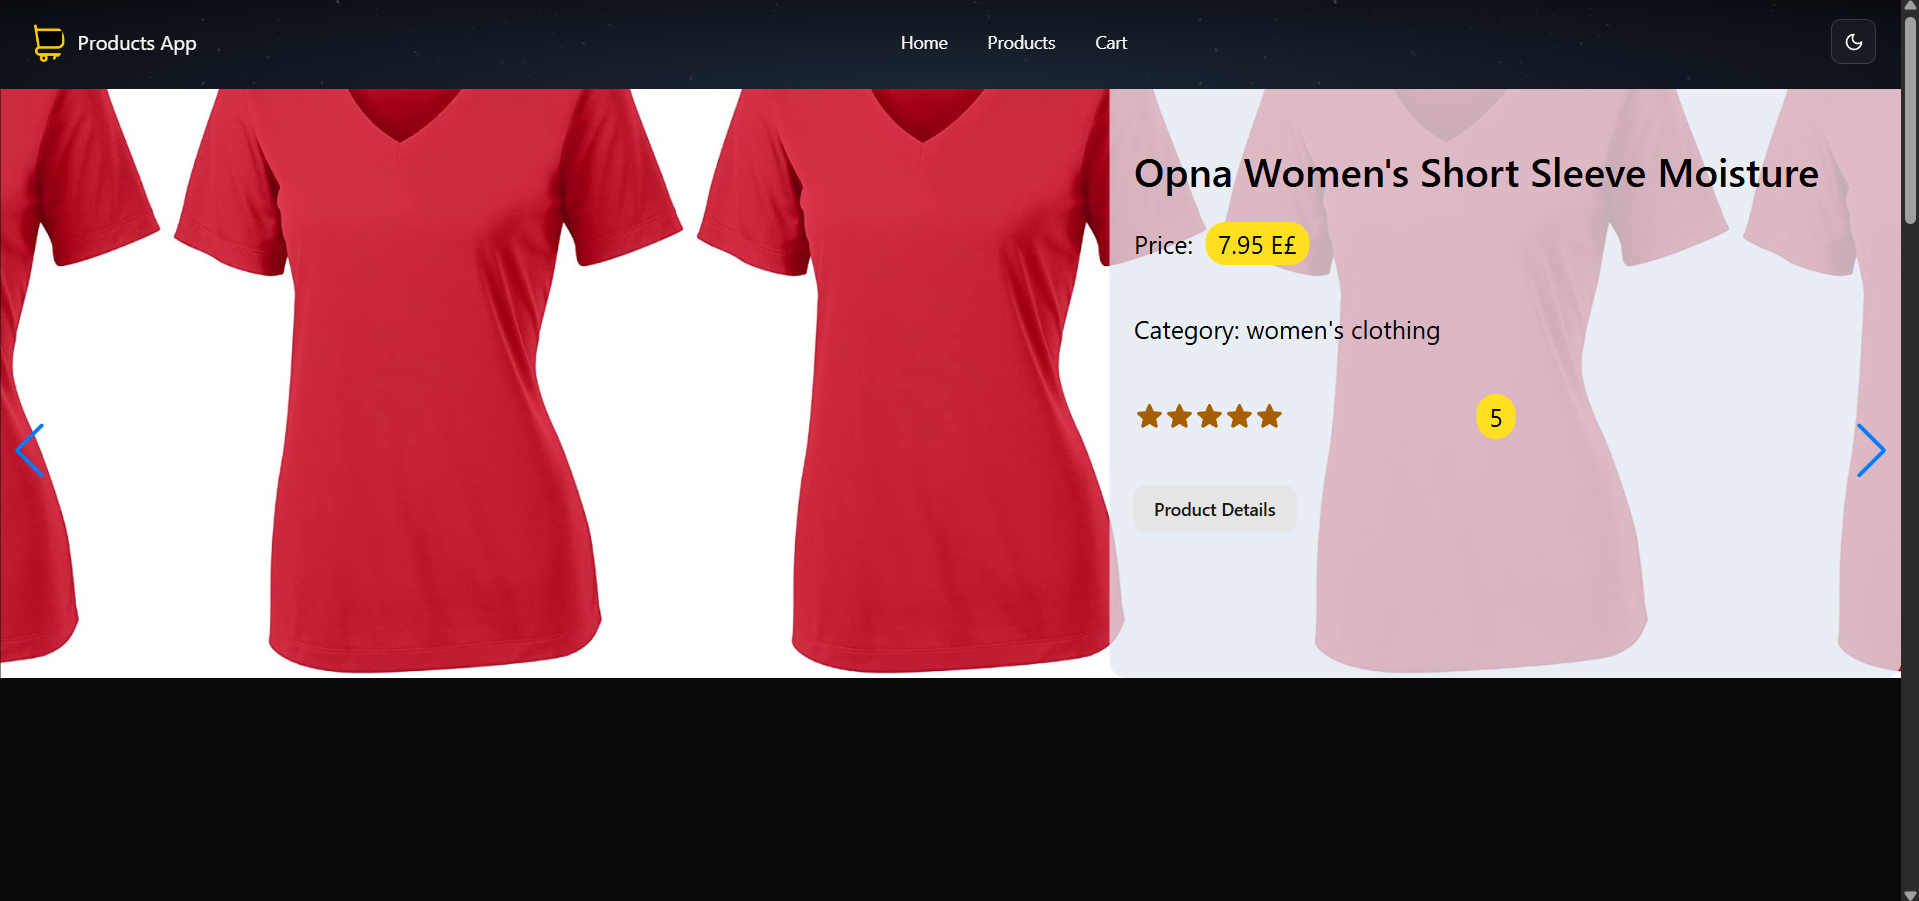 Products App
Home
Products
Cart
Opna Women's Short Sleeve Moisture
Price: 7.95 E£
Category: women's clothing
5
Product Details